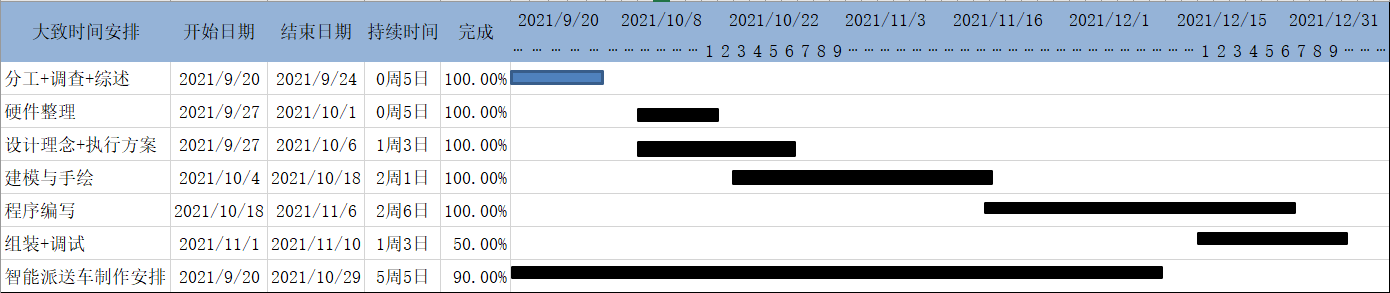 大致时间安排 开始日期 结束日期 持续时间 完成 2021/9/20 2021/10/8 2021/10/22 2021/11/3 2021/11/16 2021/12/1 2021/12/15 2021/12/31
… … … … … … … … … … 1 2 3 4 5 6 7 8 9 … … … … … … … … … … … … … … … … … … 1 2 3 4 5 6 7 8 9 … … …
分工+调查+综述 2021/9/20 2021/9/24 0周5日 100.00%
硬件整理 2021/9/27 2021/10/1 0周5日 100.00%
设计理念+执行方案 2021/9/27 2021/10/6 1周3日 100.00%
建模与手绘 2021/10/4 2021/10/18 2周1日 100.00%
程序编写 2021/10/18 2021/11/6 2周6日 100.00%
组装+调试 2021/11/1 2021/11/10 1周3日 50.00%
智能派送车制作安排 2021/9/20 2021/10/29 5周5日 90.00%